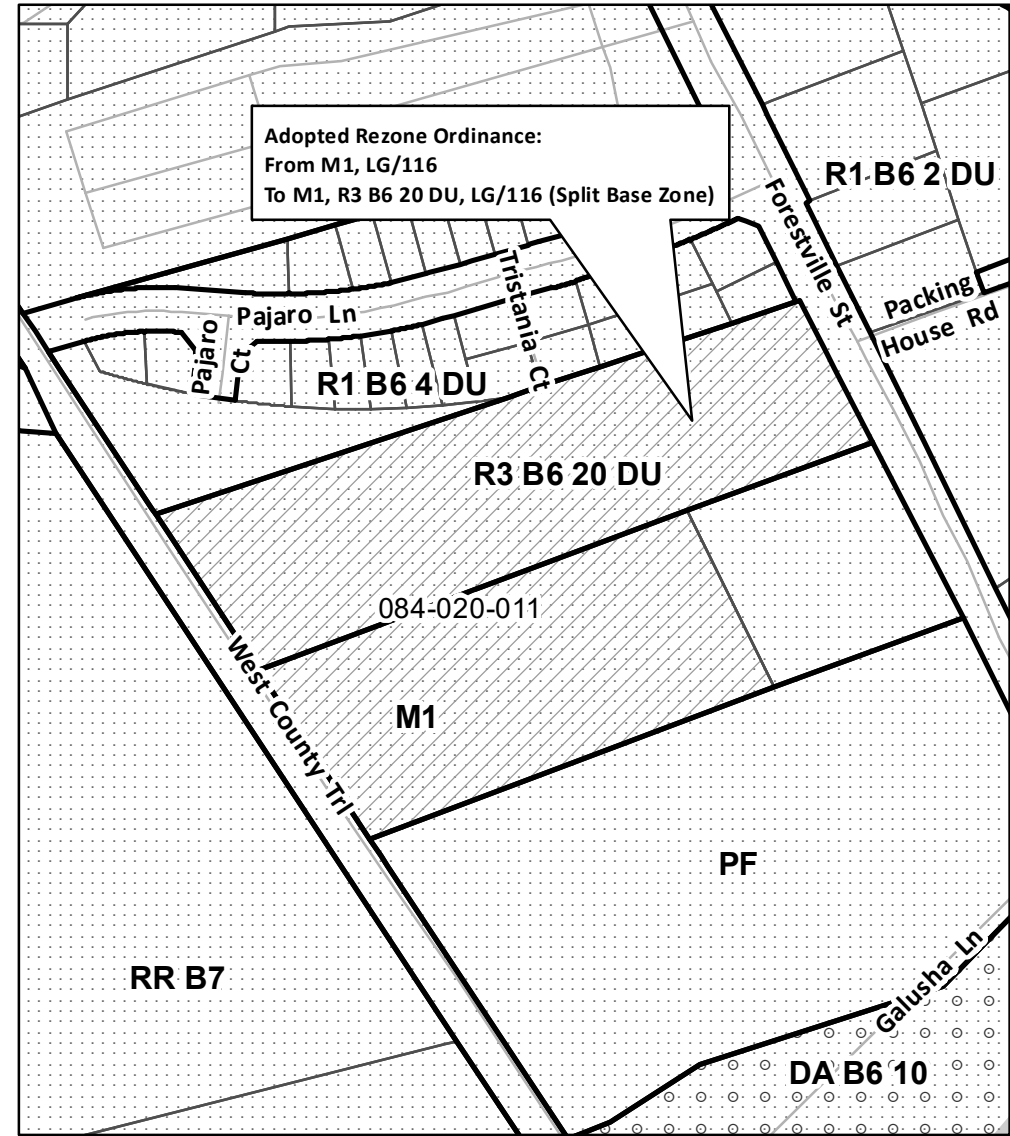 Adopted Rezone Ordinance:
From M1, LG/116
To M1, R3 B6 20 DU, LG/116 (Split Base Zone)
R1 B6 2 DU
Forestville St
Packing
House Rd
Tristania Ct
Pajaro Ln
Pajaro
Ct
R1 B6 4 DU
R3 B6 20 DU
084-020-011
West County Trl
M1
PF
RR B7
Galusha Ln
DA B6 10